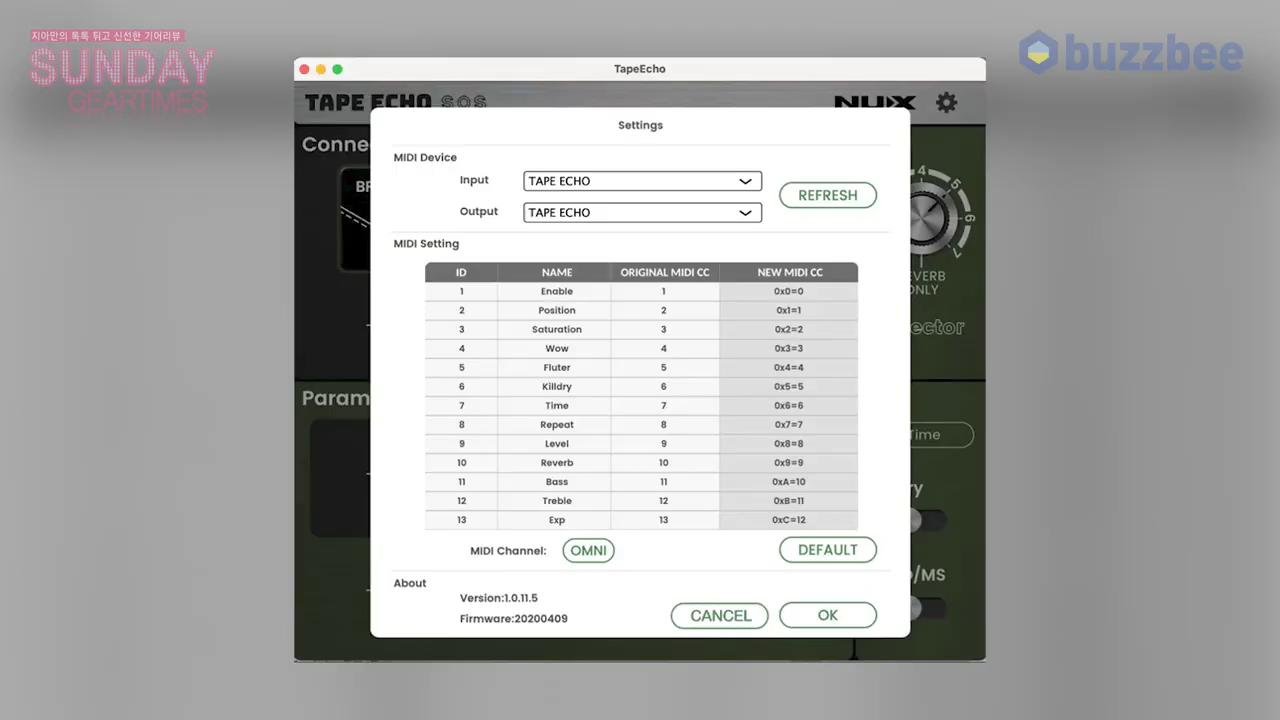 지아만의 톡톡 튀고 신선한 기어리뷰
SUNDAY
GEARTIMES
buzzbee
TapeEcho
TAPE ECHO SOS
NUX
Settings
MIDI Device
Input TAPE ECHO
Output TAPE ECHO
REFRESH
MIDI Setting
ID NAME ORIGINAL MIDI CC NEW MIDI CC
1 Enable 1 0x0=0
2 Position 2 0x1=1
3 Saturation 3 0x2=2
4 Wow 4 0x3=3
5 Fluter 5 0x4=4
6 Killdry 6 0x5=5
7 Time 7 0x6=6
8 Repeat 8 0x7=7
9 Level 9 0x8=8
10 Reverb 10 0x9=9
11 Bass 11 0xA=10
12 Treble 12 0xB=11
13 Exp 13 0xC=12
MIDI Channel: OMNI DEFAULT
About
Version:1.0.11.5
Firmware:20200409
CANCEL OK
Conne
BP
4
5
6
7
EVERB
ONLY
ector
Param
Time
ry
/MS